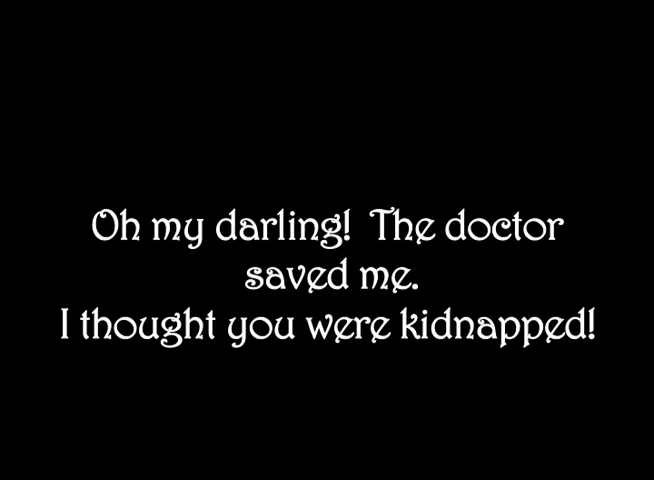 Oh my darling!  The doctor
saved me.
I thought you were kidnapped!